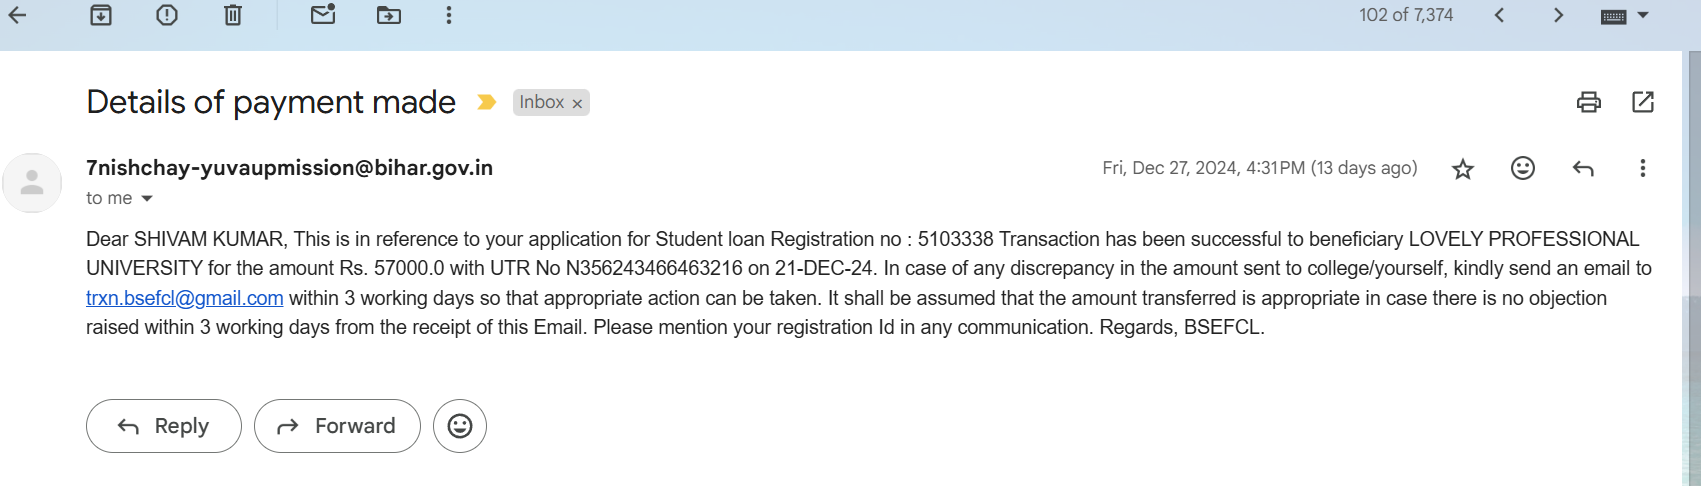 102 of 7,374
Details of payment made Inbox ×
7nishchay-yuvaupmission@bihar.gov.in Fri, Dec 27, 2024, 4:31 PM (13 days ago)
to me
Dear SHIVAM KUMAR, This is in reference to your application for Student loan Registration no : 5103338 Transaction has been successful to beneficiary LOVELY PROFESSIONAL
UNIVERSITY for the amount Rs. 57000.0 with UTR No N356243466463216 on 21-DEC-24. In case of any discrepancy in the amount sent to college/yourself, kindly send an email to
trxn.bsefcl@gmail.com within 3 working days so that appropriate action can be taken. It shall be assumed that the amount transferred is appropriate in case there is no objection
raised within 3 working days from the receipt of this Email. Please mention your registration Id in any communication. Regards, BSEFCL.
Reply Forward